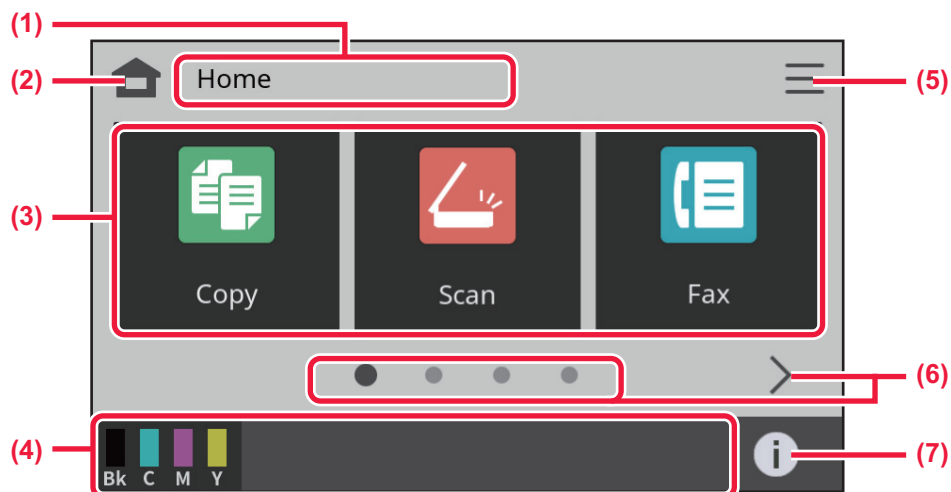 (1)
(2)
Home
(5)
(3)
Copy
Scan
Fax
(6)
(4)
Bk C M Y
i
(7)